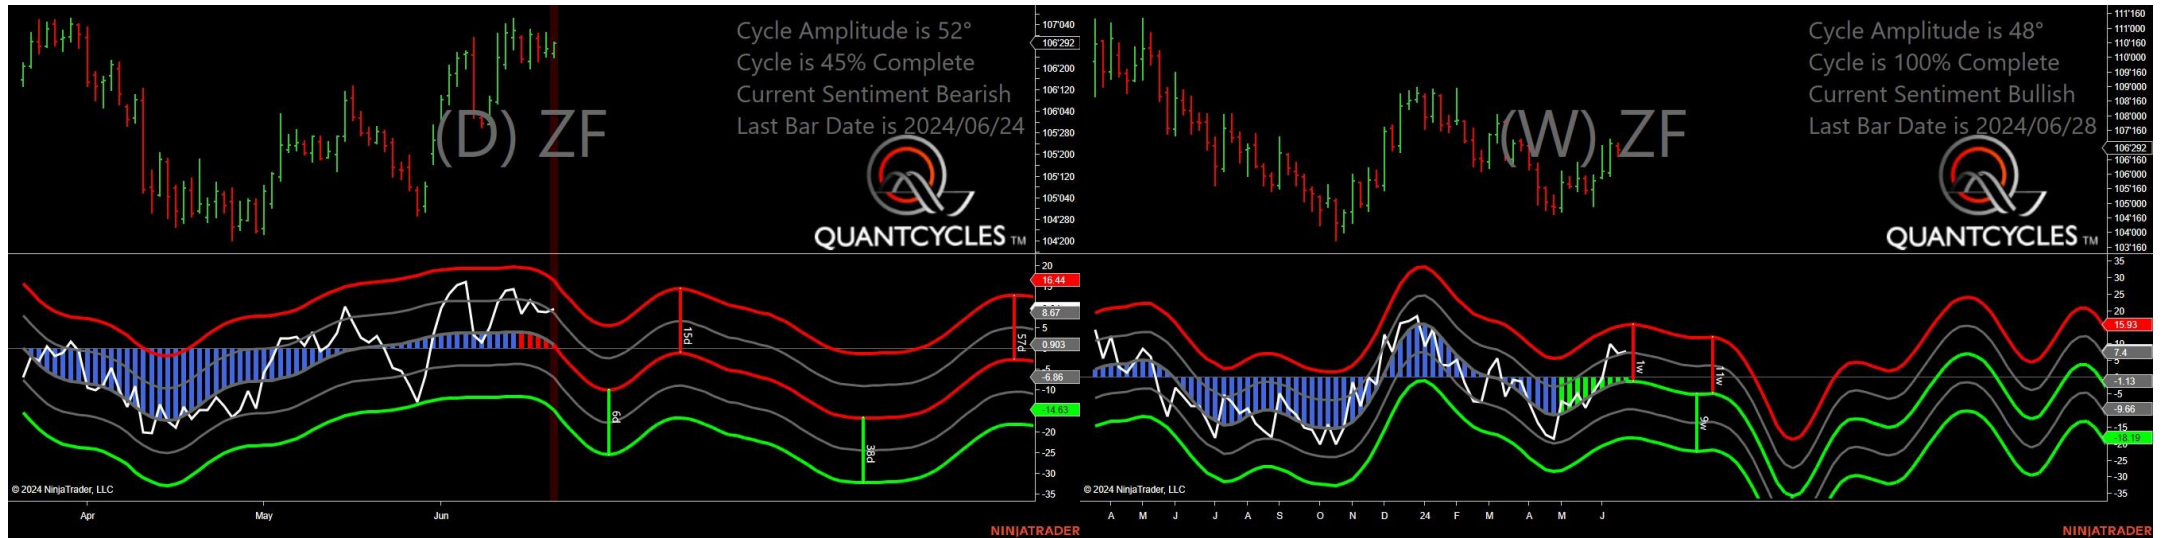 Cycle Amplitude is 52°
Cycle is 45% Complete
Current Sentiment Bearish
Last Bar Date is 2024/06/24
(D) ZF
QUANTCYCLES TM
107'040
106'292
106'200
106'120
106'040
105'280
105'200
105'120
105'040
104'280
104'200
20
16.44
15
8.67
5
0.903
-6.86
-10
-14.63
-20
-25
-30
-35
6d
15d
38d
57d
© 2024 NinjaTrader, LLC
Apr May Jun
NINJATRADER
Cycle Amplitude is 48°
Cycle is 100% Complete
Current Sentiment Bullish
Last Bar Date is 2024/06/28
(W) ZF
QUANTCYCLES TM
111'160
111'000
110'160
110'000
109'160
109'000
108'160
108'000
107'160
106'292
106'160
106'000
105'160
105'000
104'160
104'000
103'160
35
30
25
20
15.93
10
7.4
5
-1.13
-5
-9.66
-18.19
-25
-30
-35
1w
9w
11w
© 2024 NinjaTrader, LLC
A M J J A S O N D 24 F M A M J
NINJATRADER